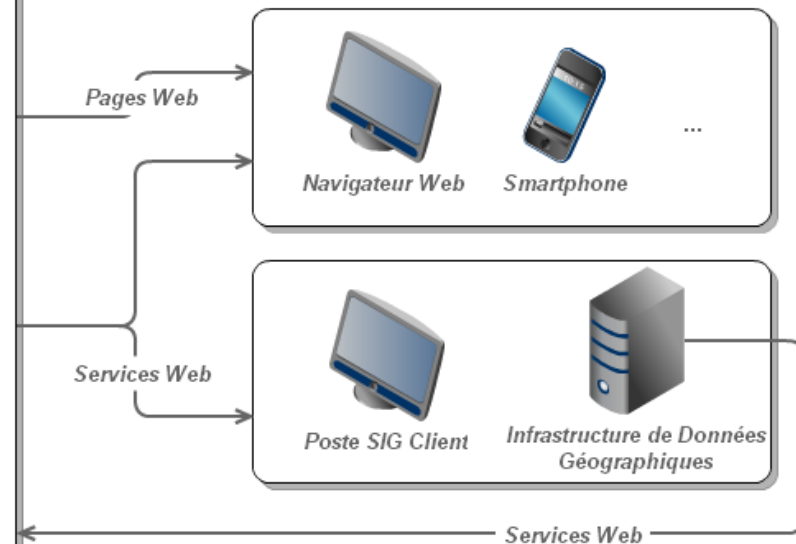 Pages Web
Navigateur Web
Smartphone
...
Services Web
Poste SIG Client
Infrastructure de Données
Géographiques
Services Web